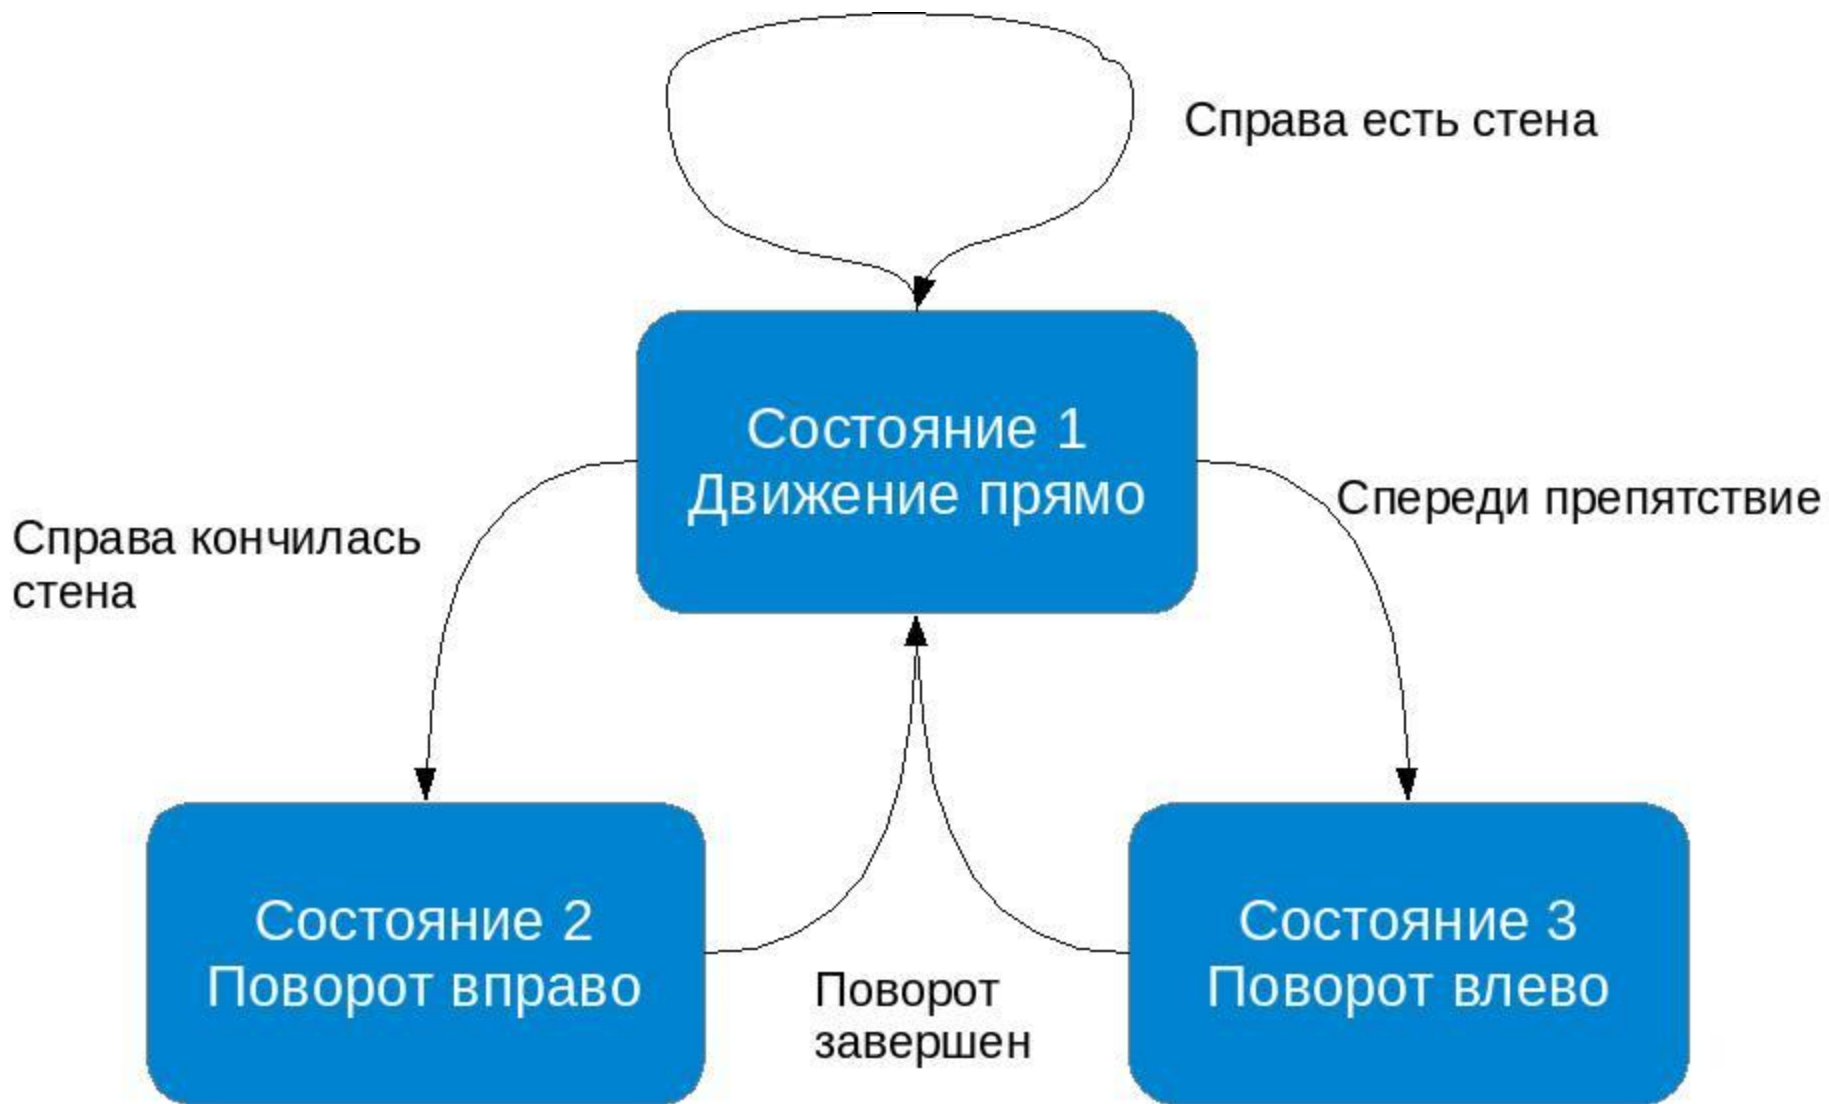 Справа есть стена
Состояние 1
Движение прямо
Спереди препятствие
Справа кончилась
стена
Состояние 2
Поворот вправо
Поворот
завершен
Состояние 3
Поворот влево